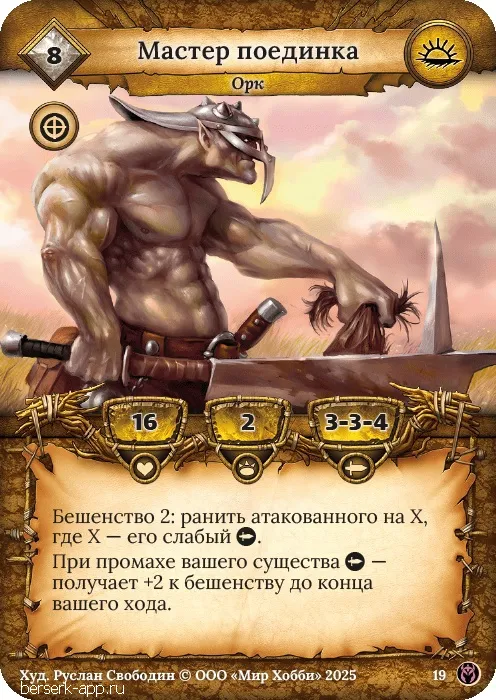 8
Мастер поединка
Орк
16
2
3-3-4
Бешенство 2: ранить атакованного на X,
где X — его слабый .
При промахе вашего существа —
получает +2 к бешенству до конца
вашего хода.
Худ. Руслан Свободин © ООО «Мир Хобби» 2025
19
berserk-app.ru